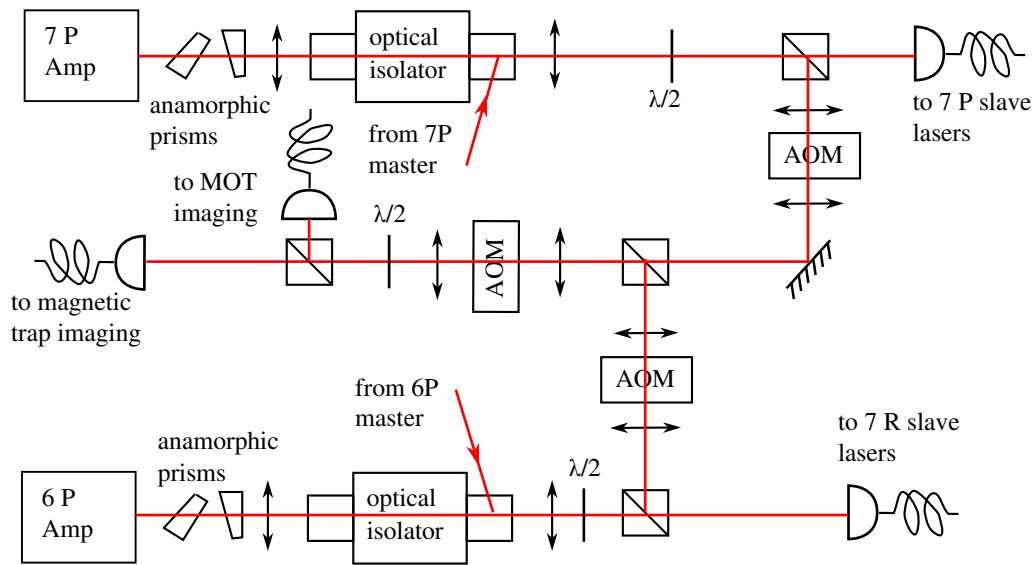 7 P
Amp
anamorphic
prisms
optical
isolator
from 7P
master
λ/2
to 7 P slave
lasers
AOM
to MOT
imaging
λ/2
AOM
to magnetic
trap imaging
AOM
from 6P
master
to 7 R slave
lasers
anamorphic
prisms
6 P
Amp
optical
isolator
λ/2